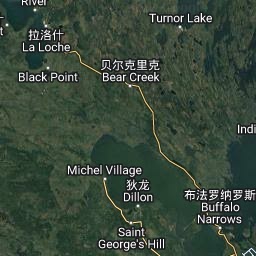 River
拉洛什
La Loche
Turnor Lake
贝尔克里克
Bear Creek
Black Point
Indi
Michel Village
狄龙
Dillon
布法罗纳罗斯
Buffalo
Narrows
Saint
George's Hill